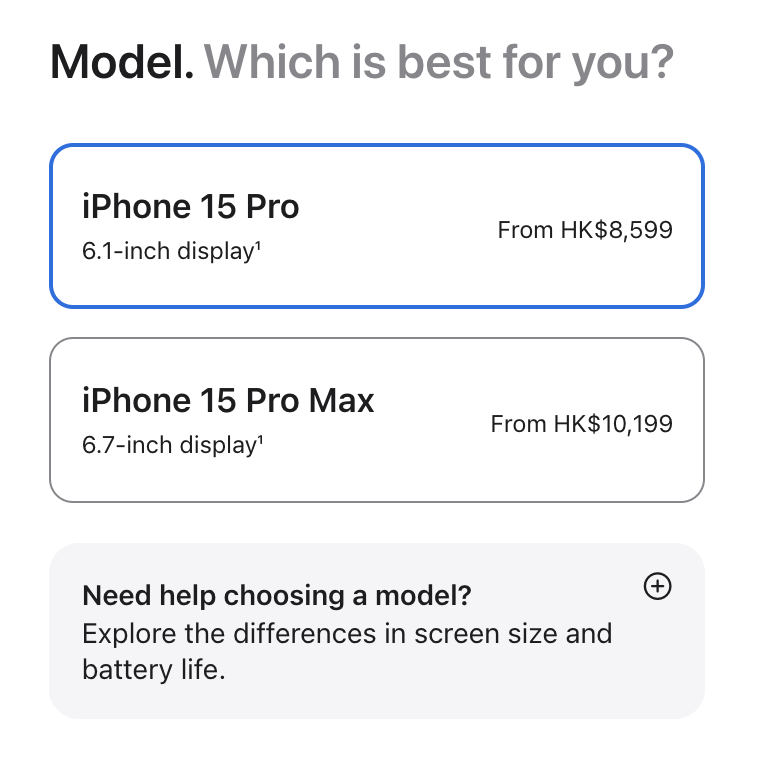 Model. Which is best for you?
iPhone 15 Pro
6.1-inch display¹
From HK$8,599
iPhone 15 Pro Max
6.7-inch display¹
From HK$10,199
Need help choosing a model?
Explore the differences in screen size and
battery life.